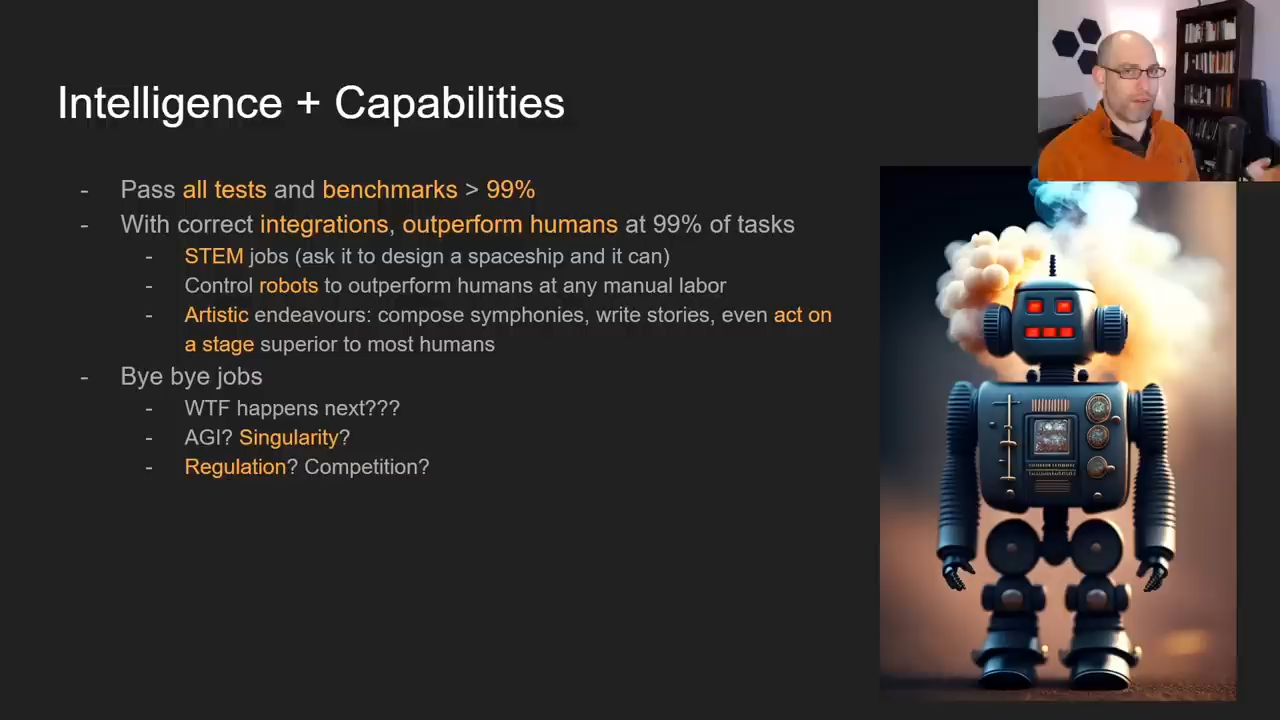 Intelligence + Capabilities
- Pass all tests and benchmarks > 99%
- With correct integrations, outperform humans at 99% of tasks
- STEM jobs (ask it to design a spaceship and it can)
- Control robots to outperform humans at any manual labor
- Artistic endeavours: compose symphonies, write stories, even act on
a stage superior to most humans
- Bye bye jobs
- WTF happens next???
- AGI? Singularity?
- Regulation? Competition?